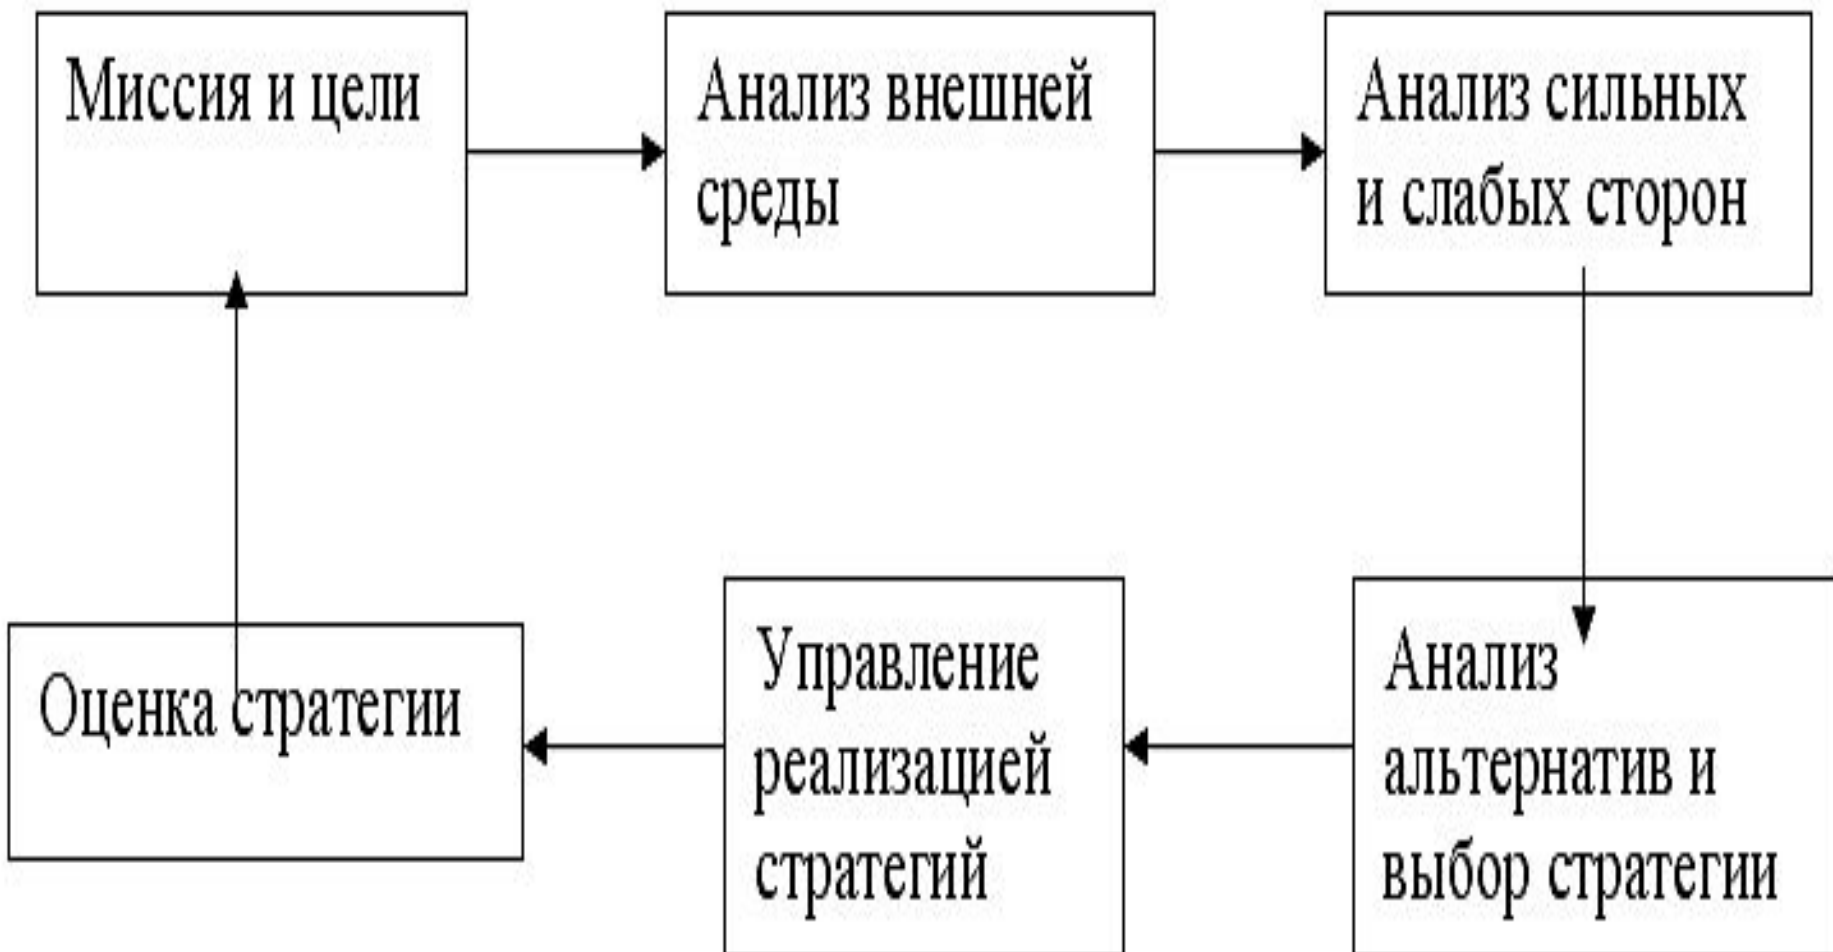 Миссия и цели
Анализ внешней
среды
Анализ сильных
и слабых сторон
Оценка стратегии
Управление
реализацией
стратегий
Анализ
альтернатив и
выбор стратегии